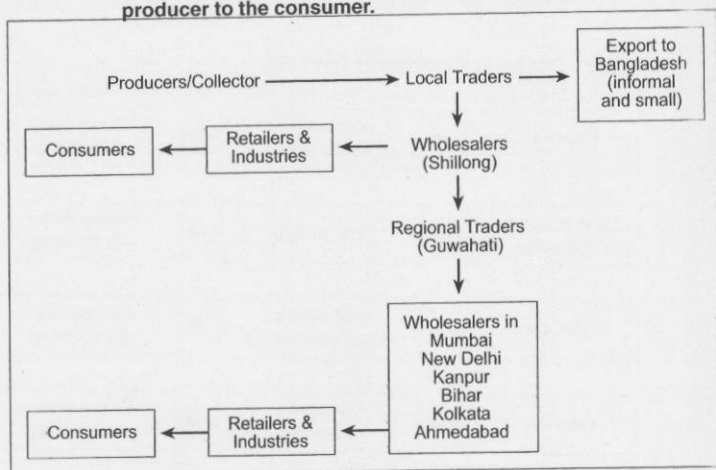 producer to the consumer.
Producers/Collector
Local Traders
Export to
Bangladesh
(informal
and small)
Consumers
Retailers &
Industries
Wholesalers
(Shillong)
Regional Traders
(Guwahati)
Wholesalers in
Mumbai
New Delhi
Kanpur
Bihar
Kolkata
Ahmedabad
Consumers
Retailers &
Industries